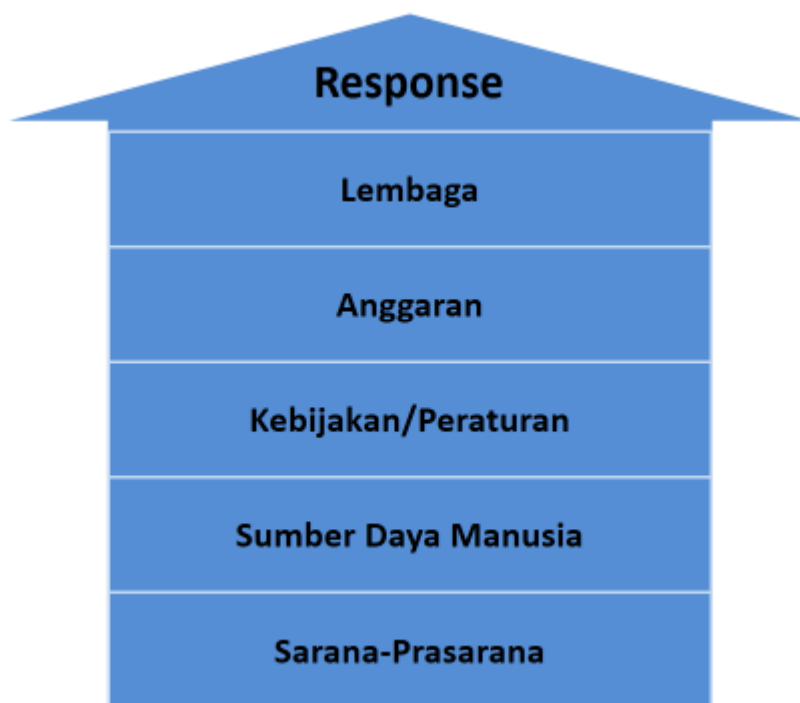 Response
Lembaga
Anggaran
Kebijakan/Peraturan
Sumber Daya Manusia
Sarana-Prasarana